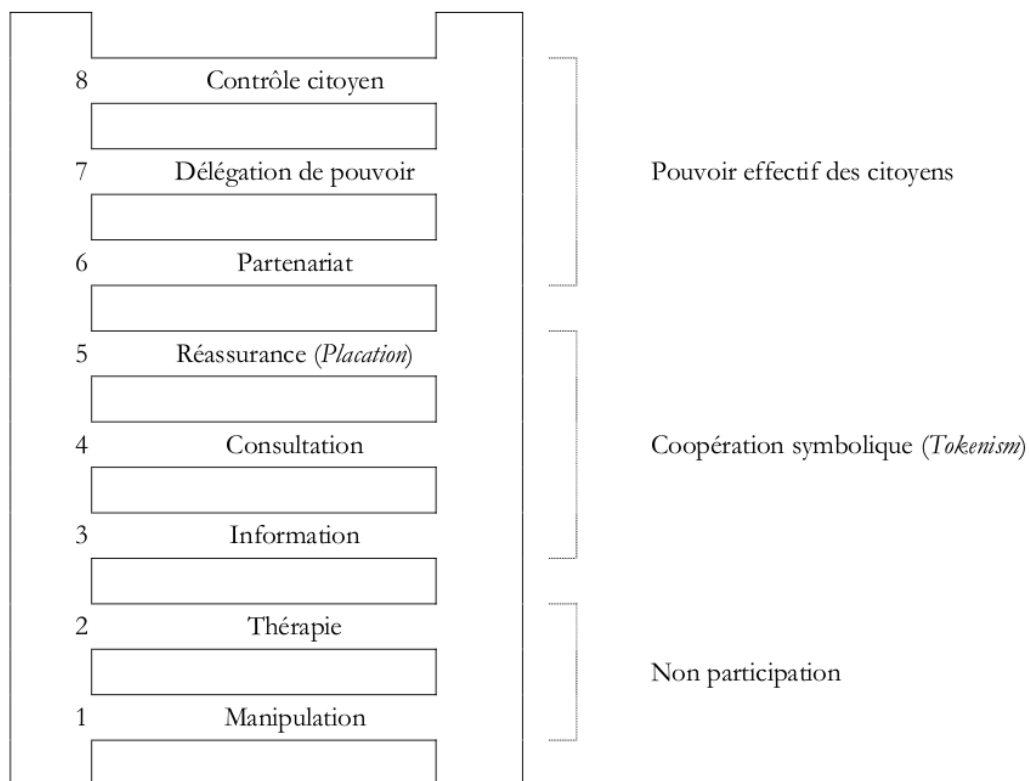 8 Contrôle citoyen
7 Délégation de pouvoir
Pouvoir effectif des citoyens
6 Partenariat
5 Réassurance (Placation)
4 Consultation
Coopération symbolique (Tokenism)
3 Information
2 Thérapie
Non participation
1 Manipulation